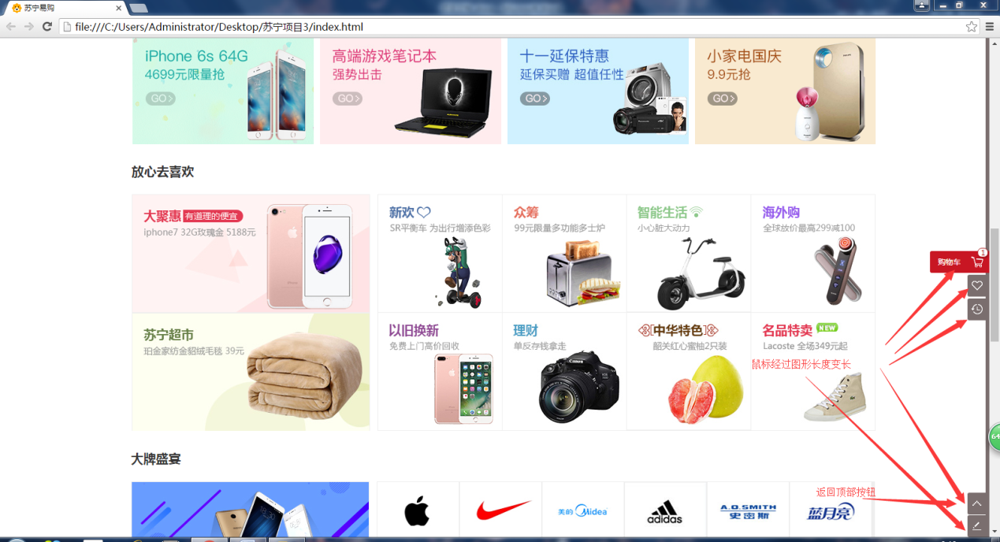 苏宁易购
file:///C:/Users/Administrator/Desktop/苏宁项目3/index.html
iPhone 6s 64G
4699元限量抢
GO
高端游戏笔记本
强势出击
GO
十一延保特惠
延保买赠 超值任性
GO
小家电国庆
9.9元抢
GO
放心去喜欢
大聚惠 有道理的便宜
iphone7 32G玫瑰金 5188元
新欢
SR平衡车 为出行增添色彩
众筹
99元限量多功能多士炉
智能生活
小心脏大动力
海外购
全球放价最高299减100
购物车
1
苏宁超市
珀金家纺金貂绒毛毯 39元
以旧换新
免费上门高价回收
理财
单反存钱拿走
Canon
中华特色
韶关红心蜜柚2只装
名品特卖 NEW
Lacoste 全场349元起
鼠标经过图形长度变长
64
大牌盛宴
返回顶部按钮
美的 Midea
adidas
A.O.SMITH
史密斯
蓝月亮